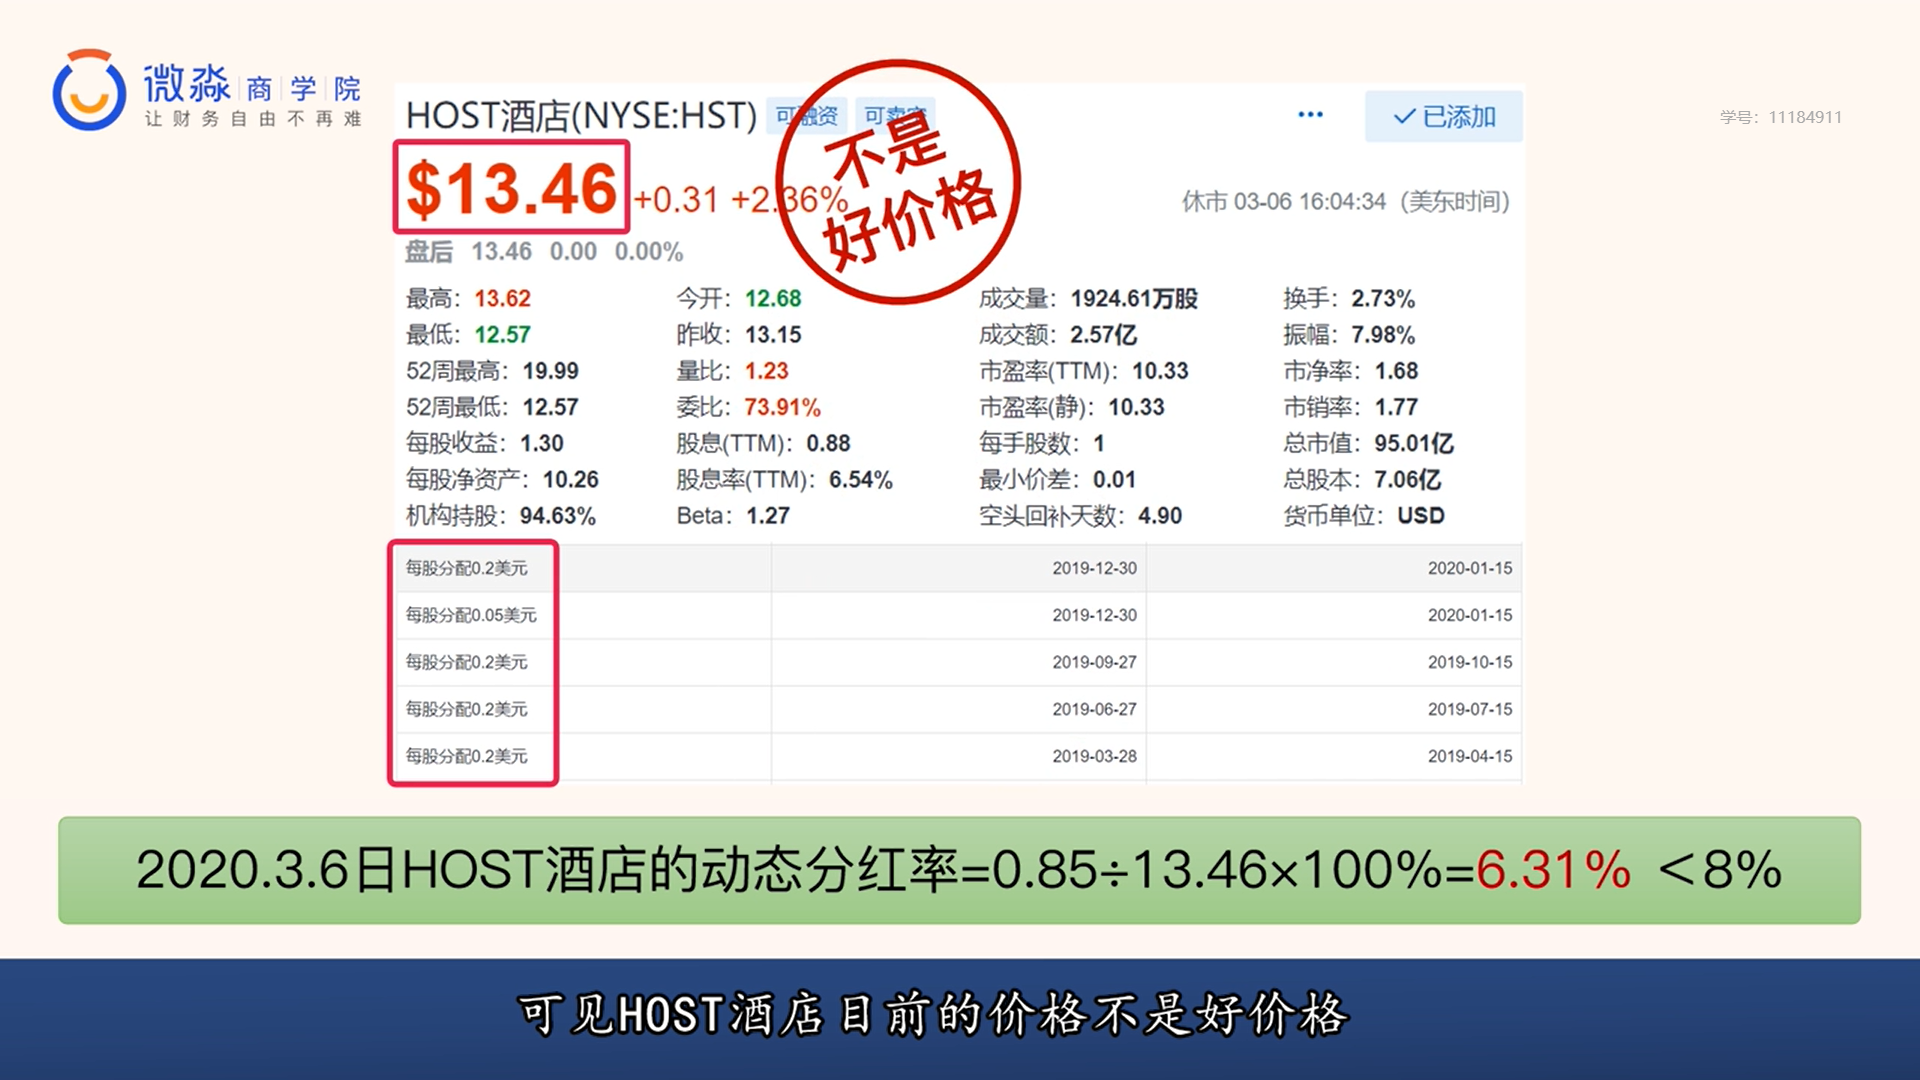 微淼 商 学 院
让财务自由不再难
学号：11184911
HOST酒店(NYSE:HST) 可融资 可卖空
不是
好价格
... ✓已添加
$13.46 +0.31 +2.36%
休市 03-06 16:04:34 (美东时间)
盘后 13.46 0.00 0.00%
最高：13.62 今开：12.68 成交量：1924.61万股 换手：2.73%
最低：12.57 昨收：13.15 成交额：2.57亿 振幅：7.98%
52周最高：19.99 量比：1.23 市盈率(TTM)：10.33 市净率：1.68
52周最低：12.57 委比：73.91% 市盈率(静)：10.33 市销率：1.77
每股收益：1.30 股息(TTM)：0.88 每手股数：1 总市值：95.01亿
每股净资产：10.26 股息率(TTM)：6.54% 最小价差：0.01 总股本：7.06亿
机构持股：94.63% Beta：1.27 空头回补天数：4.90 货币单位：USD
每股分配0.2美元 2019-12-30 2020-01-15
每股分配0.05美元 2019-12-30 2020-01-15
每股分配0.2美元 2019-09-27 2019-10-15
每股分配0.2美元 2019-06-27 2019-07-15
每股分配0.2美元 2019-03-28 2019-04-15
2020.3.6日HOST酒店的动态分红率=0.85÷13.46×100%=6.31% ＜8%
可见HOST酒店目前的价格不是好价格